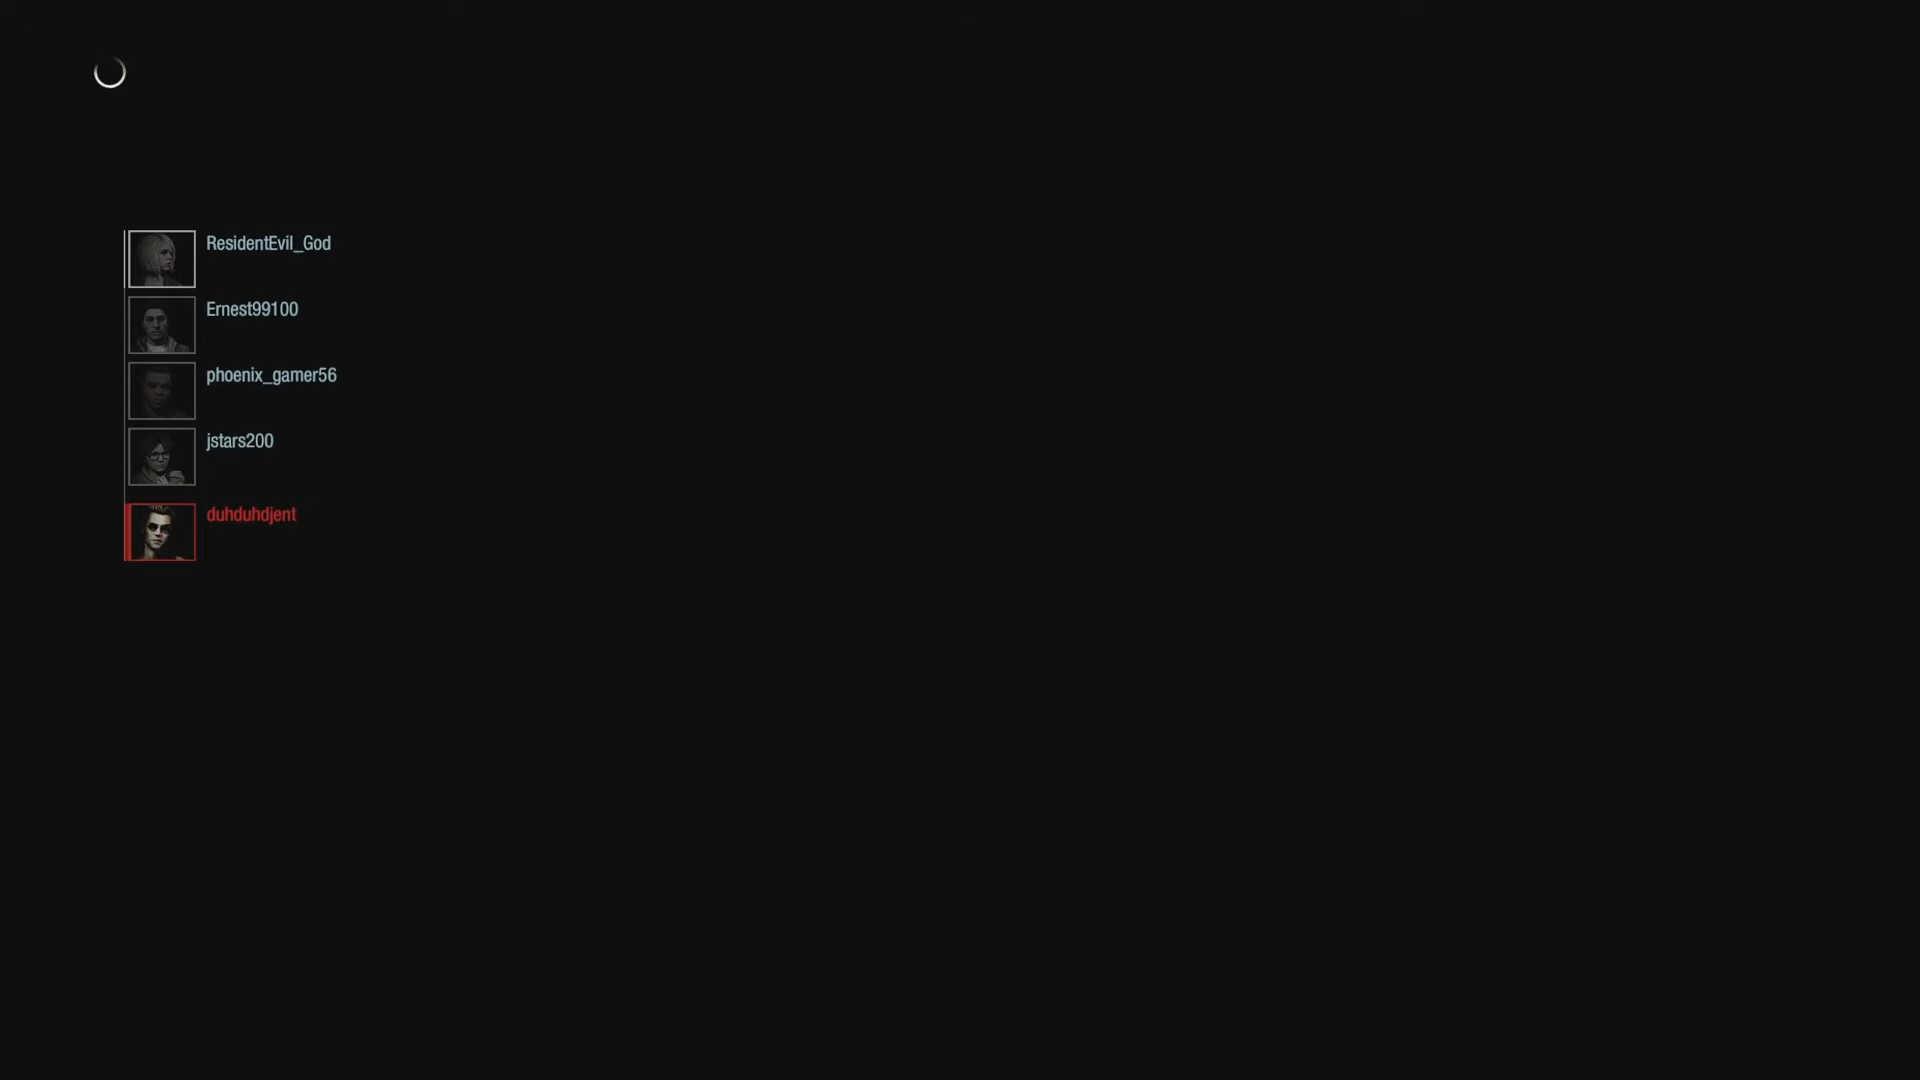 ResidentEvil_God
Ernest99100
phoenix_gamer56
jstars200
duhduhdjent